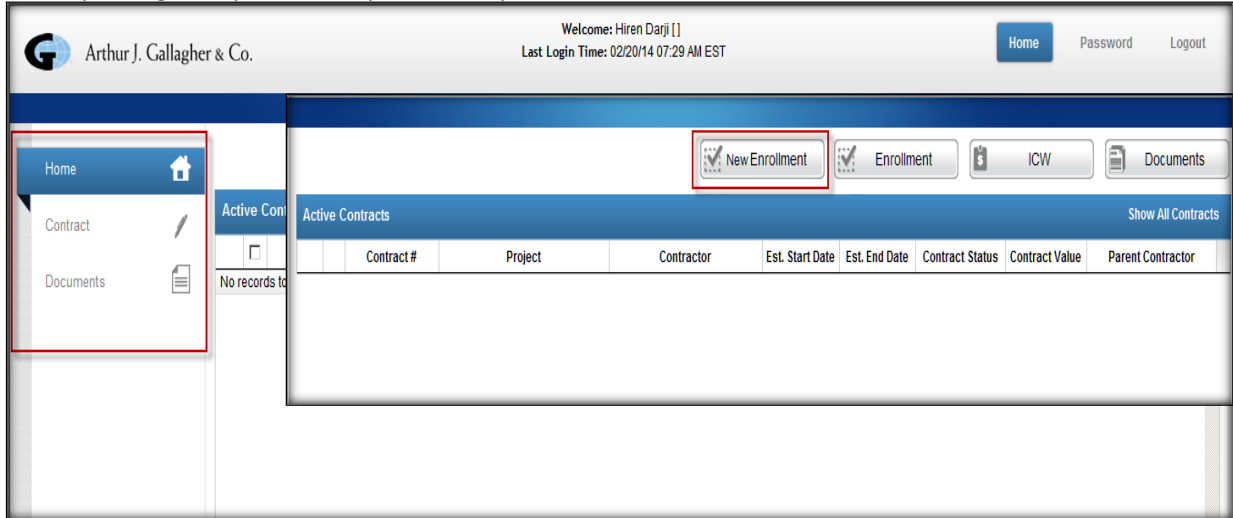 Welcome: Hiren Darji [ ]
Arthur J. Gallagher & Co.
Last Login Time: 02/20/14 07:29 AM EST
Home Password Logout
New Enrollment Enrollment ICW Documents
Home
Contract
Documents
Active Cont
No records to
Active Contracts Show All Contracts
Contract # Project Contractor Est. Start Date Est. End Date Contract Status Contract Value Parent Contractor